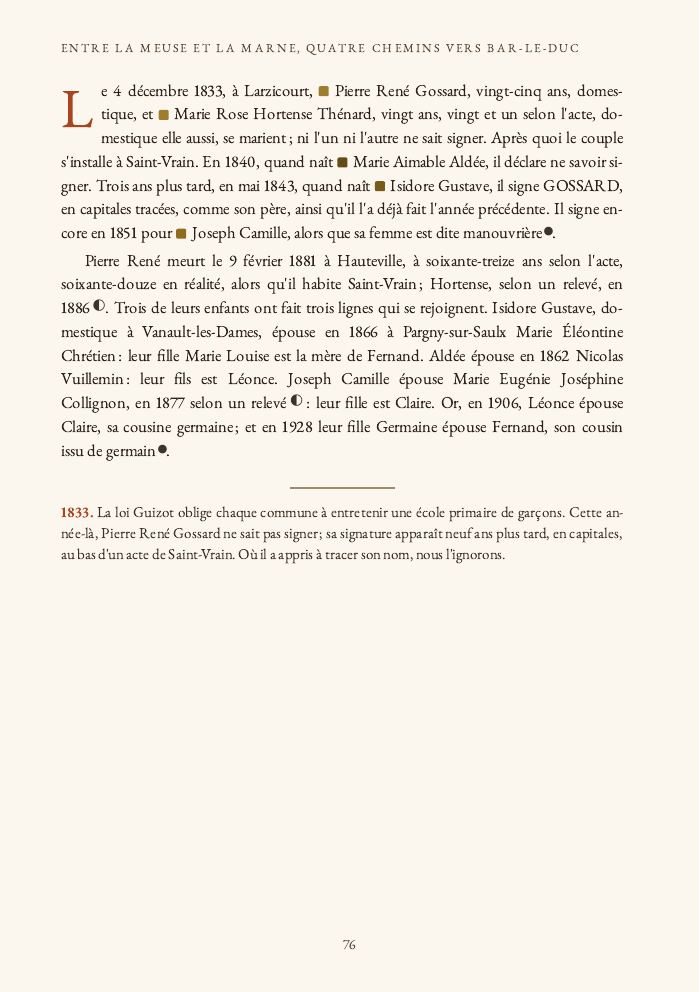 ENTRE LA MEUSE ET LA MARNE, QUATRE CHEMINS VERS BAR-LE-DUC
Le 4 décembre 1833, à Larzicourt, ■ Pierre René Gossard, vingt-cinq ans, domes-
tique, et ■ Marie Rose Hortense Thénard, vingt ans, vingt et un selon l'acte, do-
mestique elle aussi, se marient ; ni l'un ni l'autre ne sait signer. Après quoi le couple
s'installe à Saint-Vrain. En 1840, quand naît ■ Marie Aimable Aldée, il déclare ne savoir si-
gner. Trois ans plus tard, en mai 1843, quand naît ■ Isidore Gustave, il signe GOSSARD,
en capitales tracées, comme son père, ainsi qu'il l'a déjà fait l'année précédente. Il signe en-
core en 1851 pour ■ Joseph Camille, alors que sa femme est dite manouvrière●.
Pierre René meurt le 9 février 1881 à Hauteville, à soixante-treize ans selon l'acte,
soixante-douze en réalité, alors qu'il habite Saint-Vrain ; Hortense, selon un relevé, en
1886 ◐. Trois de leurs enfants ont fait trois lignes qui se rejoignent. Isidore Gustave, do-
mestique à Vanault-les-Dames, épouse en 1866 à Pargny-sur-Saulx Marie Éléontine
Chrétien : leur fille Marie Louise est la mère de Fernand. Aldée épouse en 1862 Nicolas
Vuillemin : leur fils est Léonce. Joseph Camille épouse Marie Eugénie Joséphine
Collignon, en 1877 selon un relevé ◐ : leur fille est Claire. Or, en 1906, Léonce épouse
Claire, sa cousine germaine ; et en 1928 leur fille Germaine épouse Fernand, son cousin
issu de germain●.
1833. La loi Guizot oblige chaque commune à entretenir une école primaire de garçons. Cette an-
née-là, Pierre René Gossard ne sait pas signer ; sa signature apparaît neuf ans plus tard, en capitales,
au bas d'un acte de Saint-Vrain. Où il a appris à tracer son nom, nous l'ignorons.
76